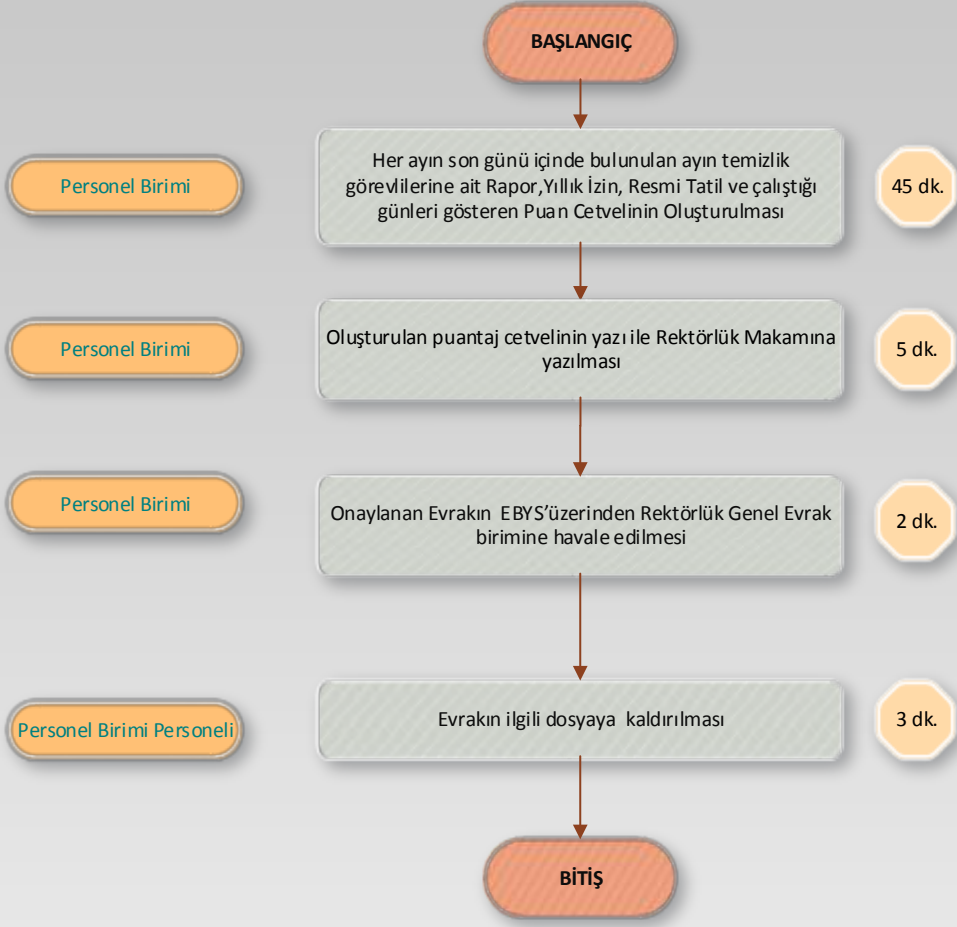 BAŞLANGIÇ
Personel Birimi
Her ayın son günü içinde bulunulan ayın temizlik
görevlilerine ait Rapor,Yıllık İzin, Resmi Tatil ve çalıştığı
günleri gösteren Puan Cetvelinin Oluşturulması
45 dk.
Personel Birimi
Oluşturulan puantaj cetvelinin yazı ile Rektörlük Makamına
yazılması
5 dk.
Personel Birimi
Onaylanan Evrakın EBYS’üzerinden Rektörlük Genel Evrak
birimine havale edilmesi
2 dk.
Personel Birimi Personeli
Evrakın ilgili dosyaya kaldırılması
3 dk.
BİTİŞ